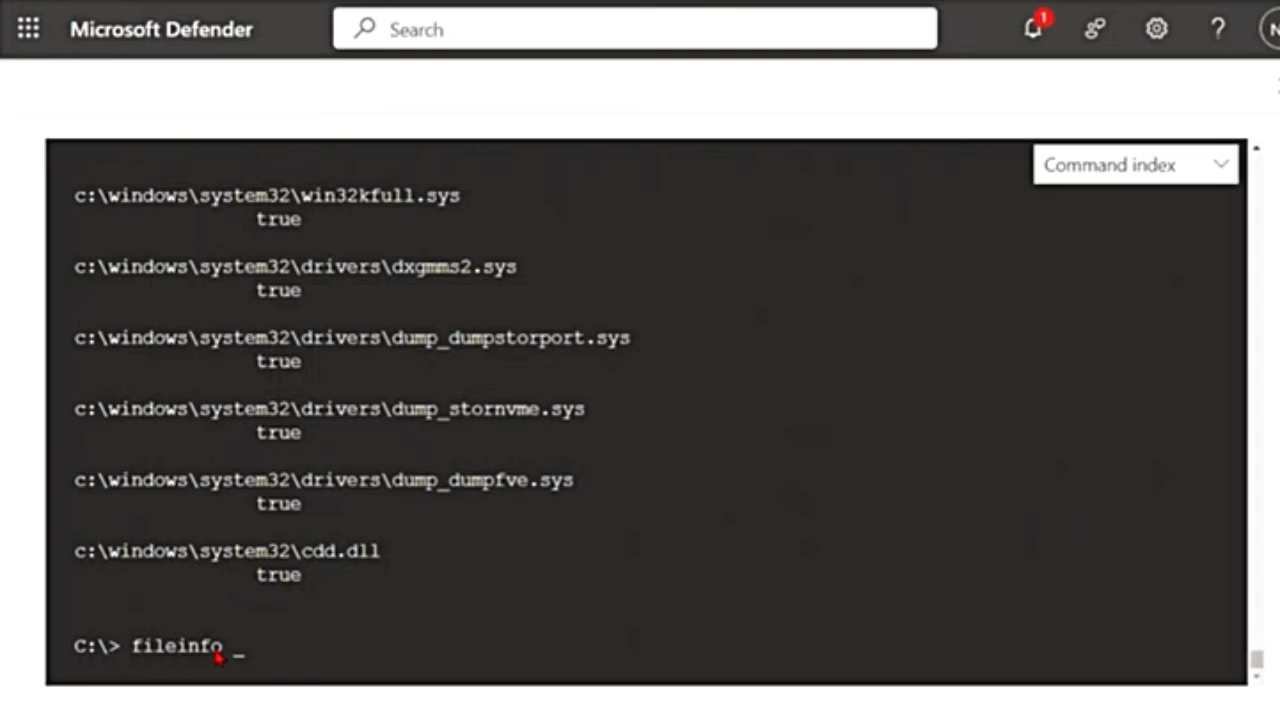 Microsoft Defender
Search
1
N
Command index
c:\windows\system32\win32kfull.sys
true
c:\windows\system32\drivers\dxgmms2.sys
true
c:\windows\system32\drivers\dump_dumpstorport.sys
true
c:\windows\system32\drivers\dump_stornvme.sys
true
c:\windows\system32\drivers\dump_dumpfve.sys
true
c:\windows\system32\cdd.dll
true
C:\> fileinfo _